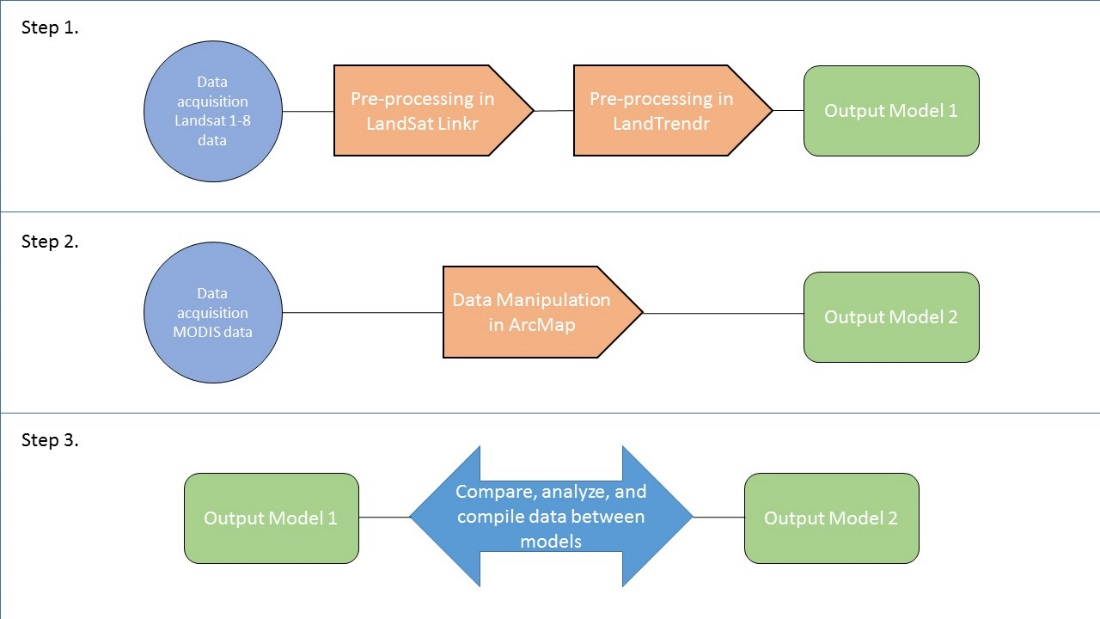 Step 1.
Data
acquisition
Landsat 1-8
data
Pre-processing in
LandSat Linkr
Pre-processing in
LandTrendr
Output Model 1
Step 2.
Data
acquisition
MODIS data
Data Manipulation
in ArcMap
Output Model 2
Step 3.
Output Model 1
Compare, analyze, and
compile data between
models
Output Model 2